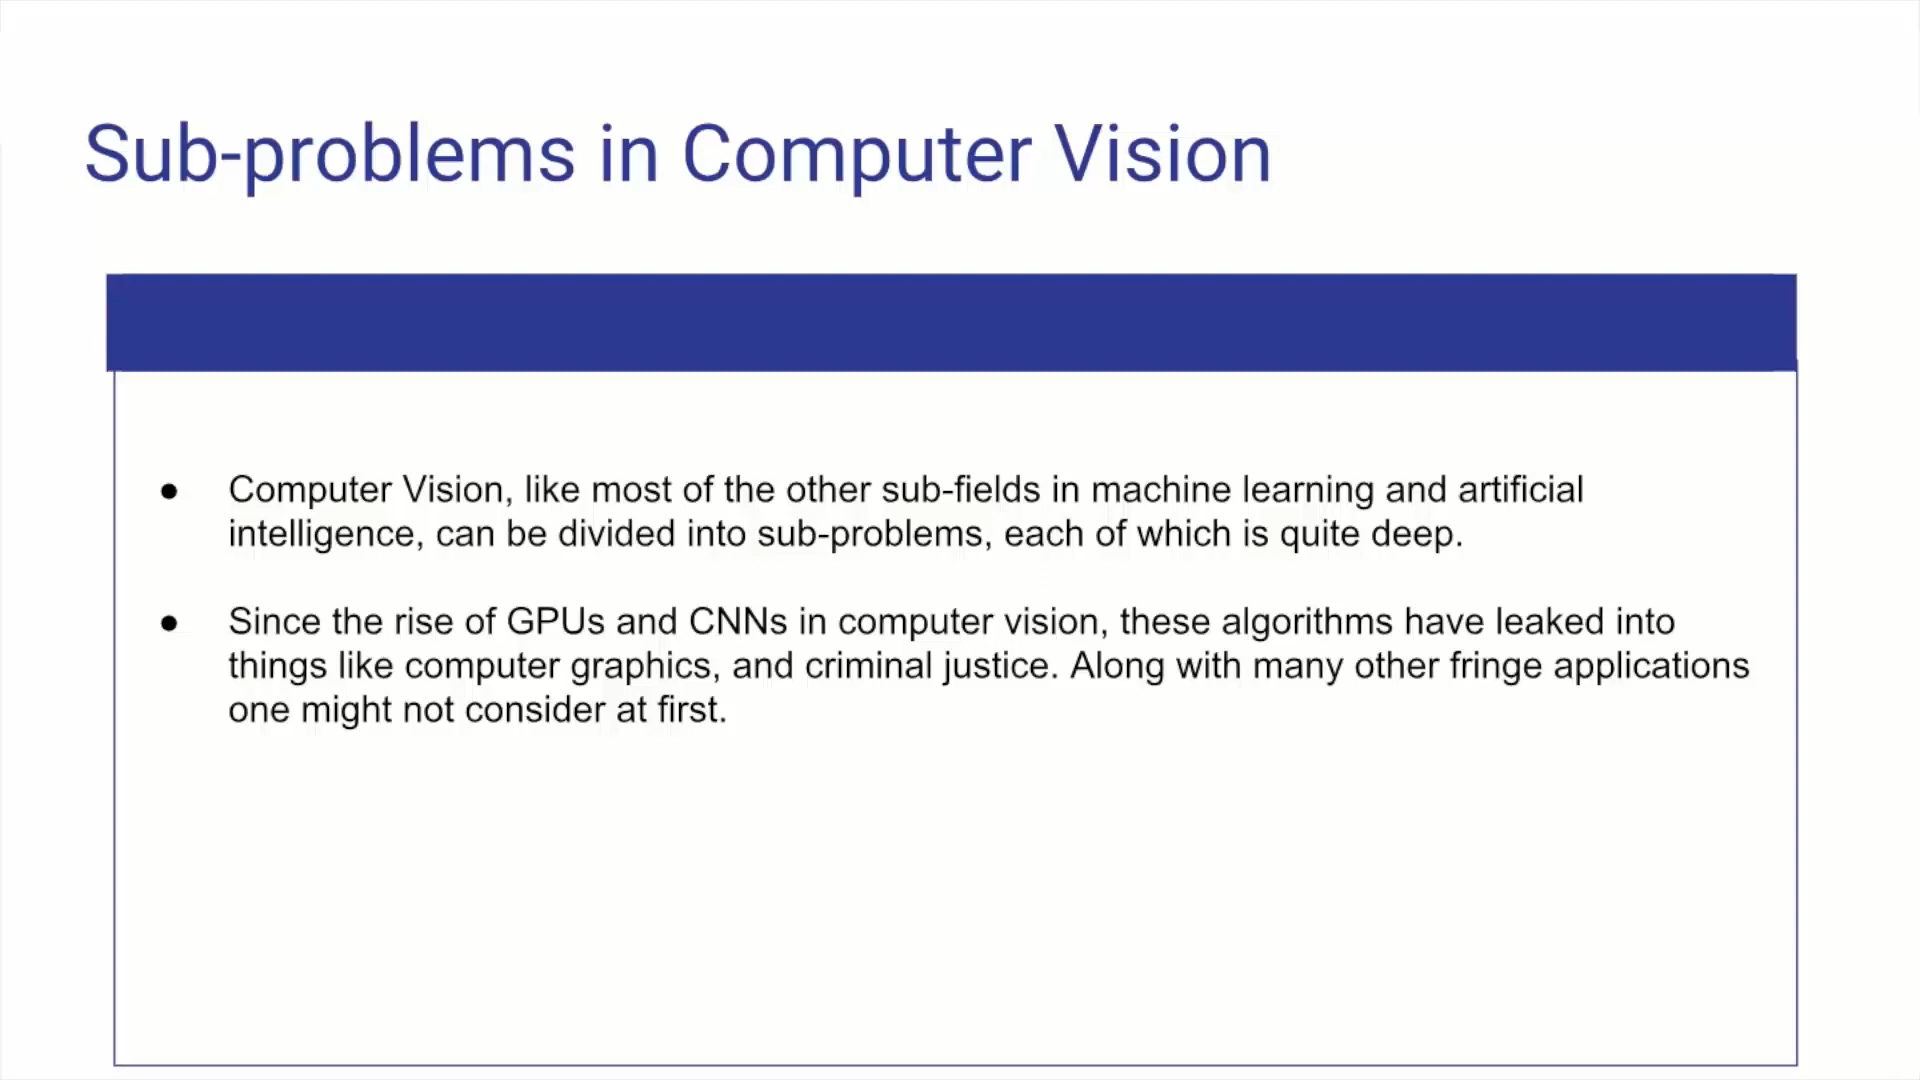 Sub-problems in Computer Vision
● Computer Vision, like most of the other sub-fields in machine learning and artificial
intelligence, can be divided into sub-problems, each of which is quite deep.
● Since the rise of GPUs and CNNs in computer vision, these algorithms have leaked into
things like computer graphics, and criminal justice. Along with many other fringe applications
one might not consider at first.